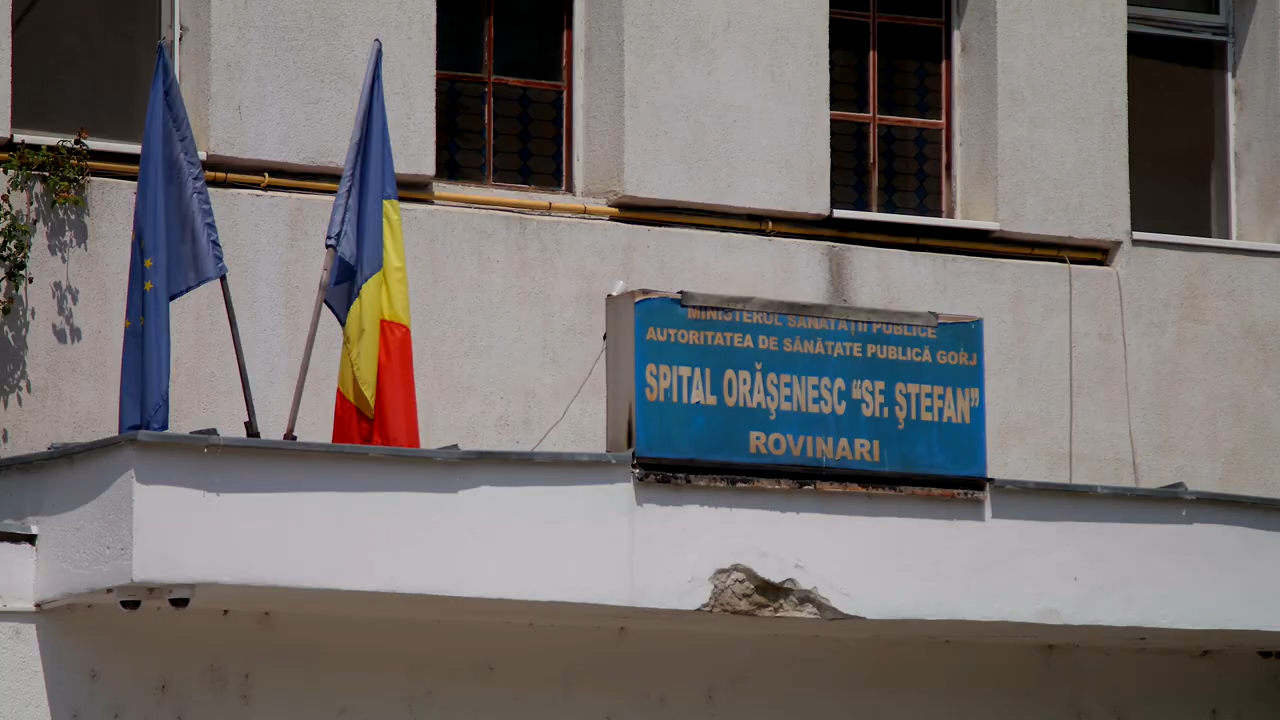 MINISTERUL SĂNĂTĂȚII PUBLICE
AUTORITATEA DE SĂNĂTATE PUBLICĂ GORJ
SPITAL ORĂŞENESC “SF. ŞTEFAN”
ROVINARI